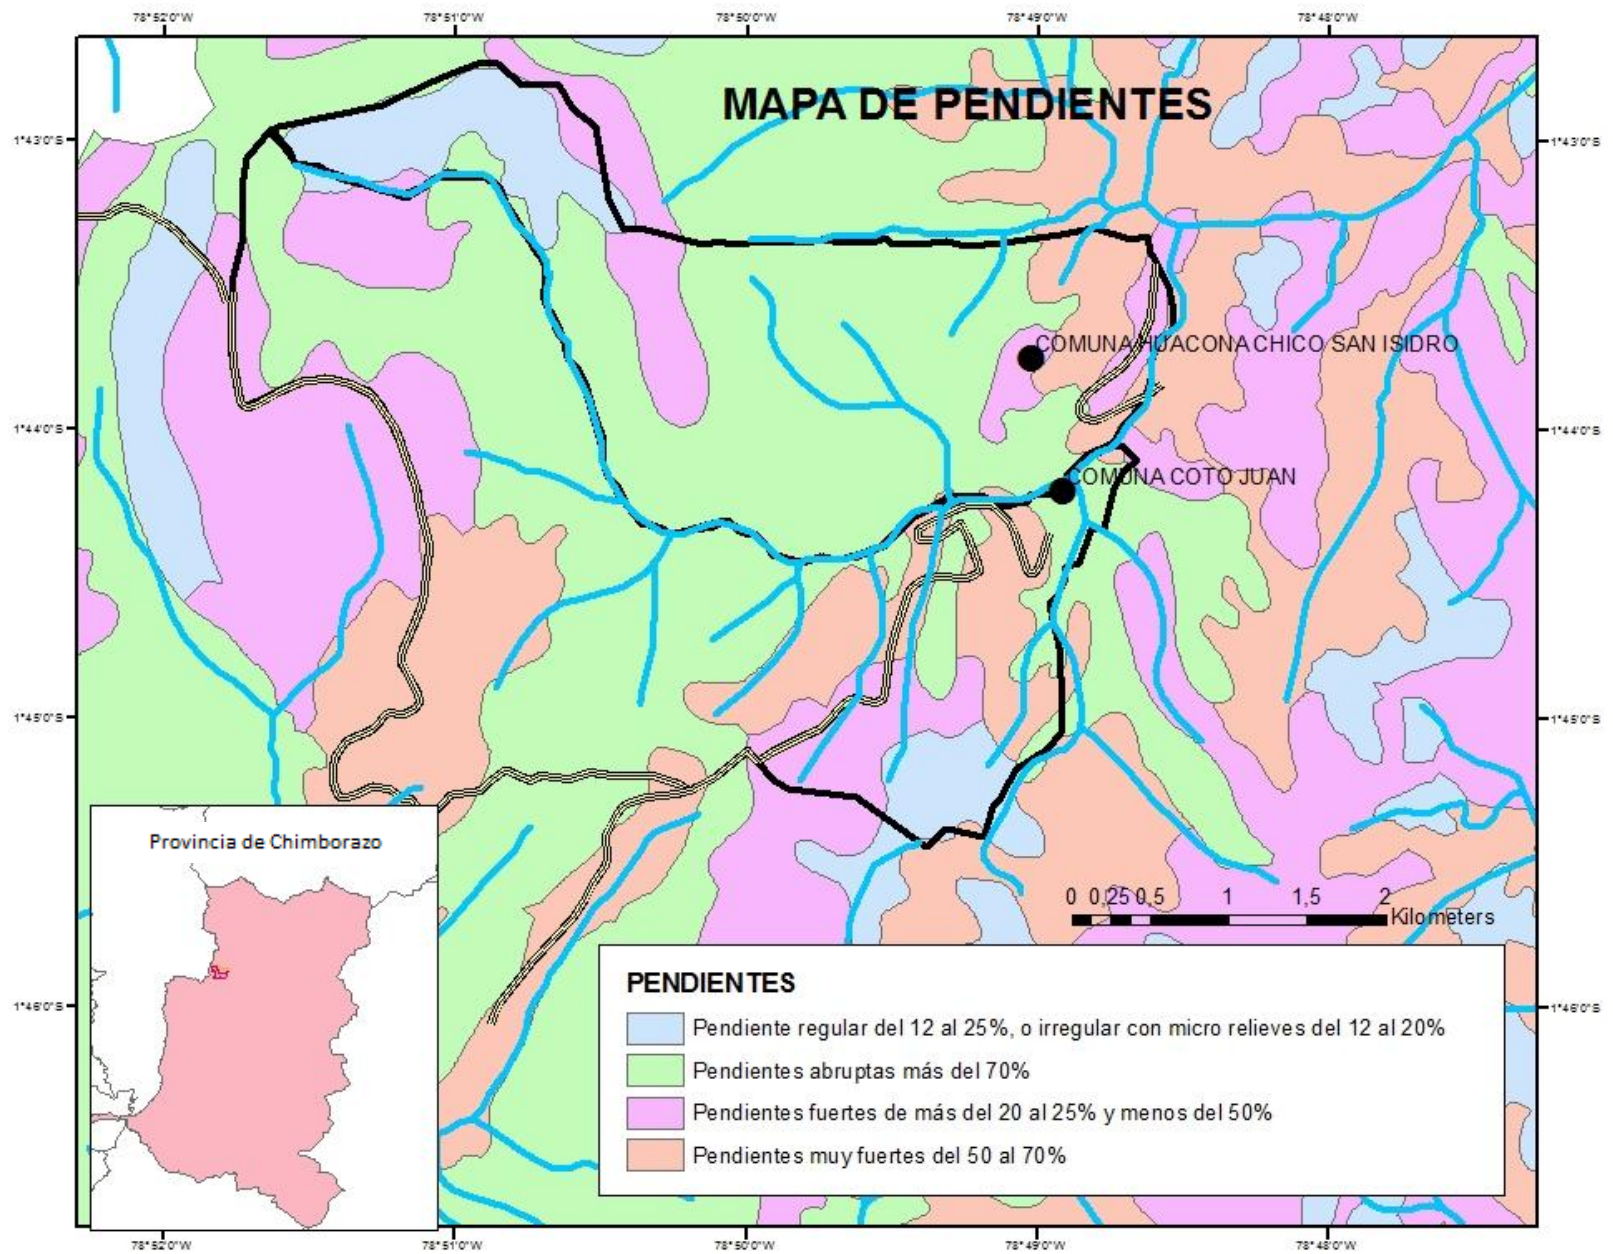 78°52'0"W 78°51'0"W 78°50'0"W 78°49'0"W 78°48'0"W
MAPA DE PENDIENTES
1°43'0"S 1°43'0"S
COMUNA HUACONA CHICO SAN ISIDRO
1°44'0"S 1°44'0"S
COMUNA COTO JUAN
1°45'0"S 1°45'0"S
Provincia de Chimborazo
0 0,25 0,5 1 1,5 2
Kilometers
PENDIENTES
1°46'0"S 1°46'0"S
Pendiente regular del 12 al 25%, o irregular con micro relieves del 12 al 20%
Pendientes abruptas más del 70%
Pendientes fuertes de más del 20 al 25% y menos del 50%
Pendientes muy fuertes del 50 al 70%
78°52'0"W 78°51'0"W 78°50'0"W 78°49'0"W 78°48'0"W